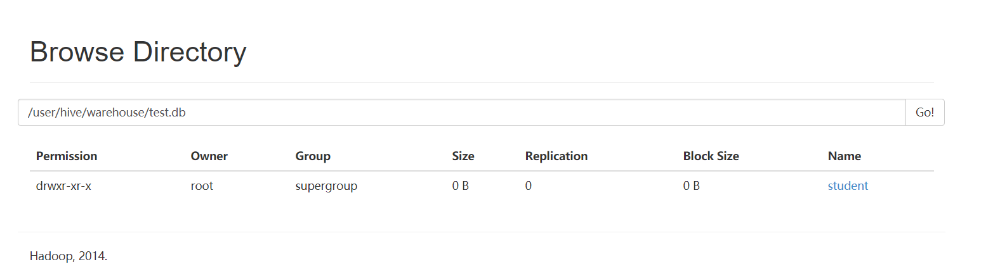 Browse Directory
/user/hive/warehouse/test.db Go!
Permission Owner Group Size Replication Block Size Name
drwxr-xr-x root supergroup 0 B 0 0 B student
Hadoop, 2014.